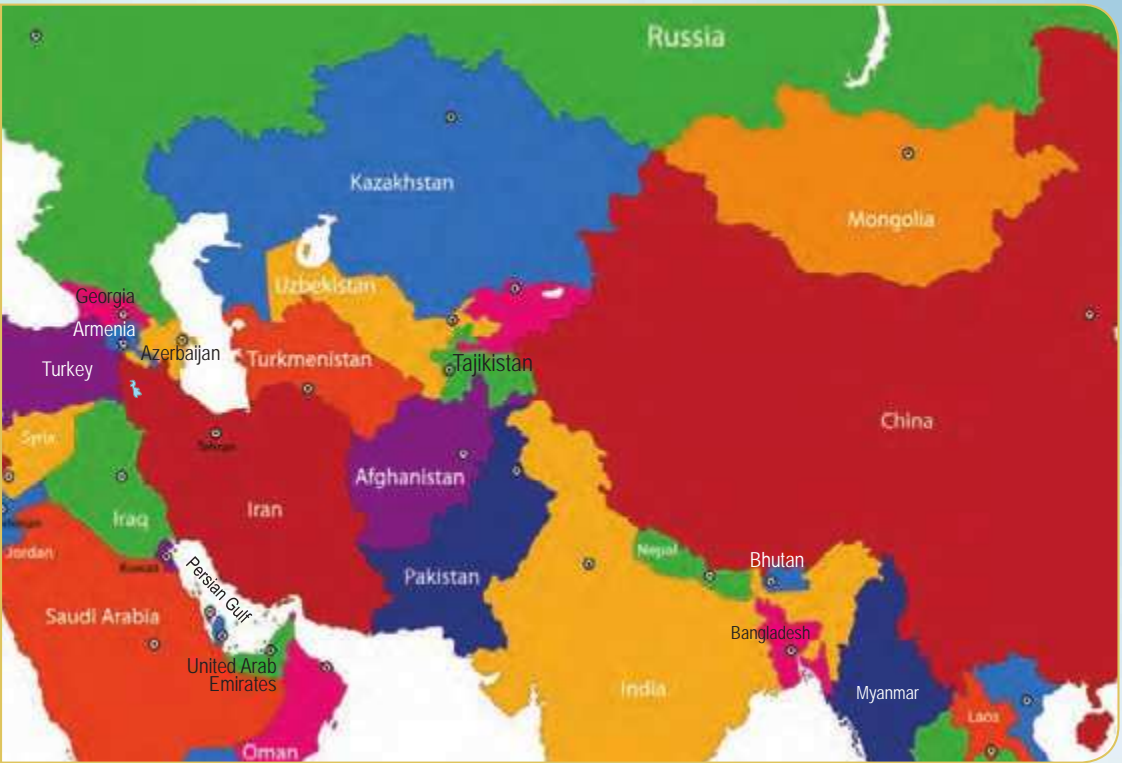 Russia
Kazakhstan
Mongolia
Uzbekistan
Georgia
Armenia
Azerbaijan
Turkey
Turkmenistan
Tajikistan
China
Syria
Tehran
Afghanistan
Iraq
Iran
Jordan
Kuwait
Persian Gulf
Pakistan
Nepal
Bhutan
Saudi Arabia
Bangladesh
United Arab
Emirates
India
Myanmar
Laos
Oman